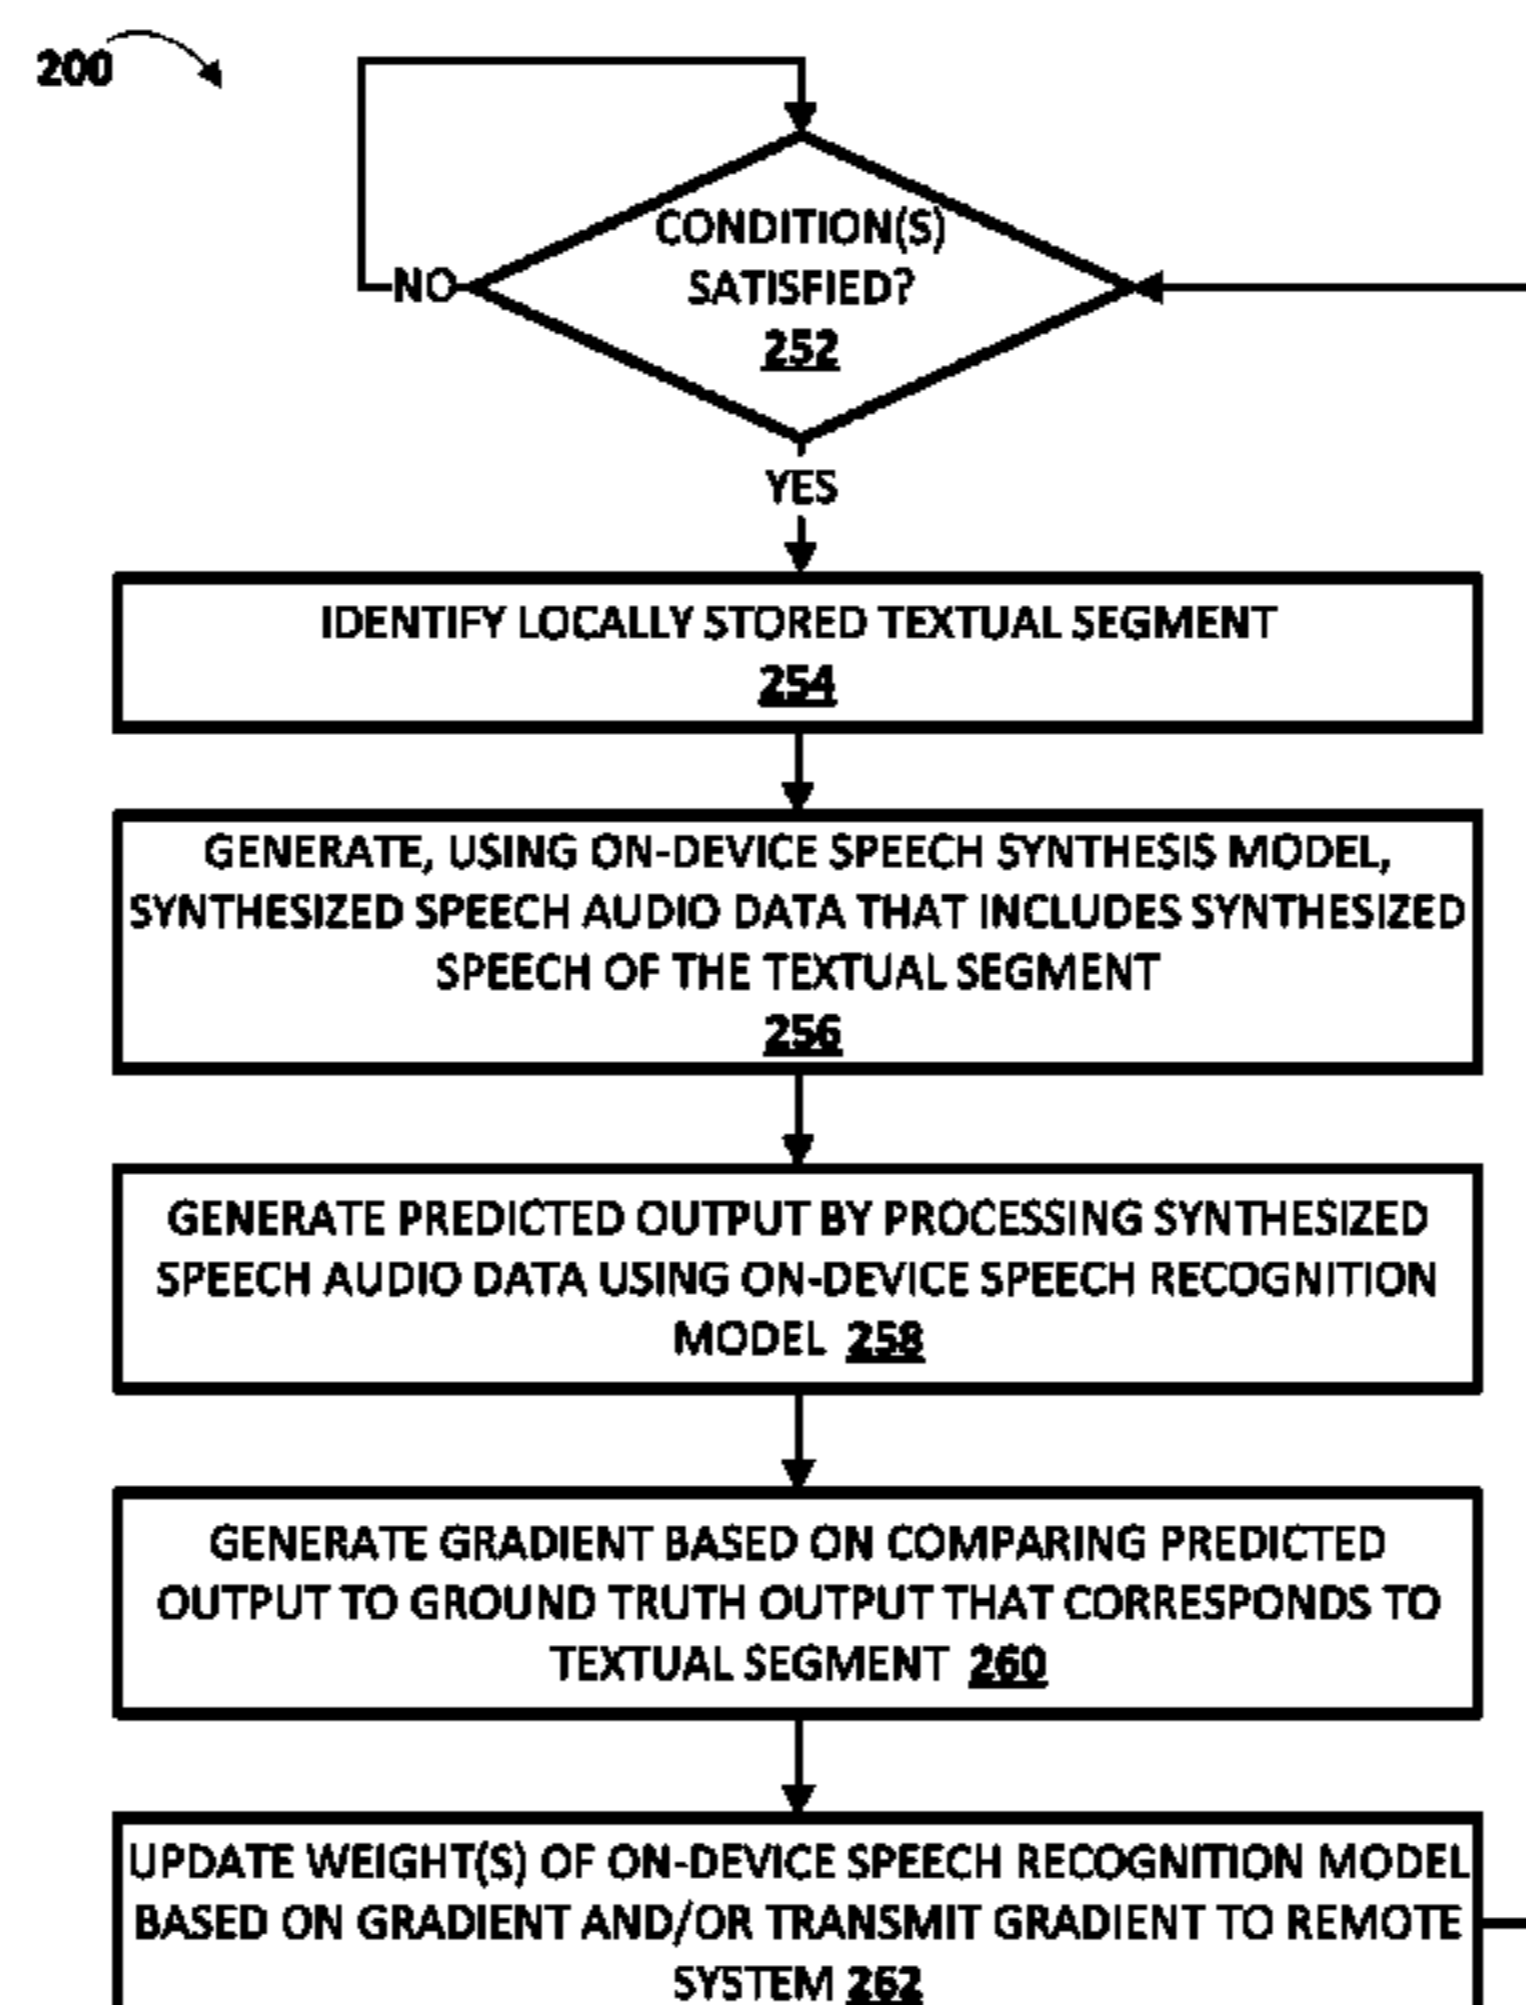 200
CONDITION(S)
SATISFIED?
252
NO
YES
IDENTIFY LOCALLY STORED TEXTUAL SEGMENT
254
GENERATE, USING ON-DEVICE SPEECH SYNTHESIS MODEL,
SYNTHESIZED SPEECH AUDIO DATA THAT INCLUDES SYNTHESIZED
SPEECH OF THE TEXTUAL SEGMENT
256
GENERATE PREDICTED OUTPUT BY PROCESSING SYNTHESIZED
SPEECH AUDIO DATA USING ON-DEVICE SPEECH RECOGNITION
MODEL 258
GENERATE GRADIENT BASED ON COMPARING PREDICTED
OUTPUT TO GROUND TRUTH OUTPUT THAT CORRESPONDS TO
TEXTUAL SEGMENT 260
UPDATE WEIGHT(S) OF ON-DEVICE SPEECH RECOGNITION MODEL
BASED ON GRADIENT AND/OR TRANSMIT GRADIENT TO REMOTE
SYSTEM 262